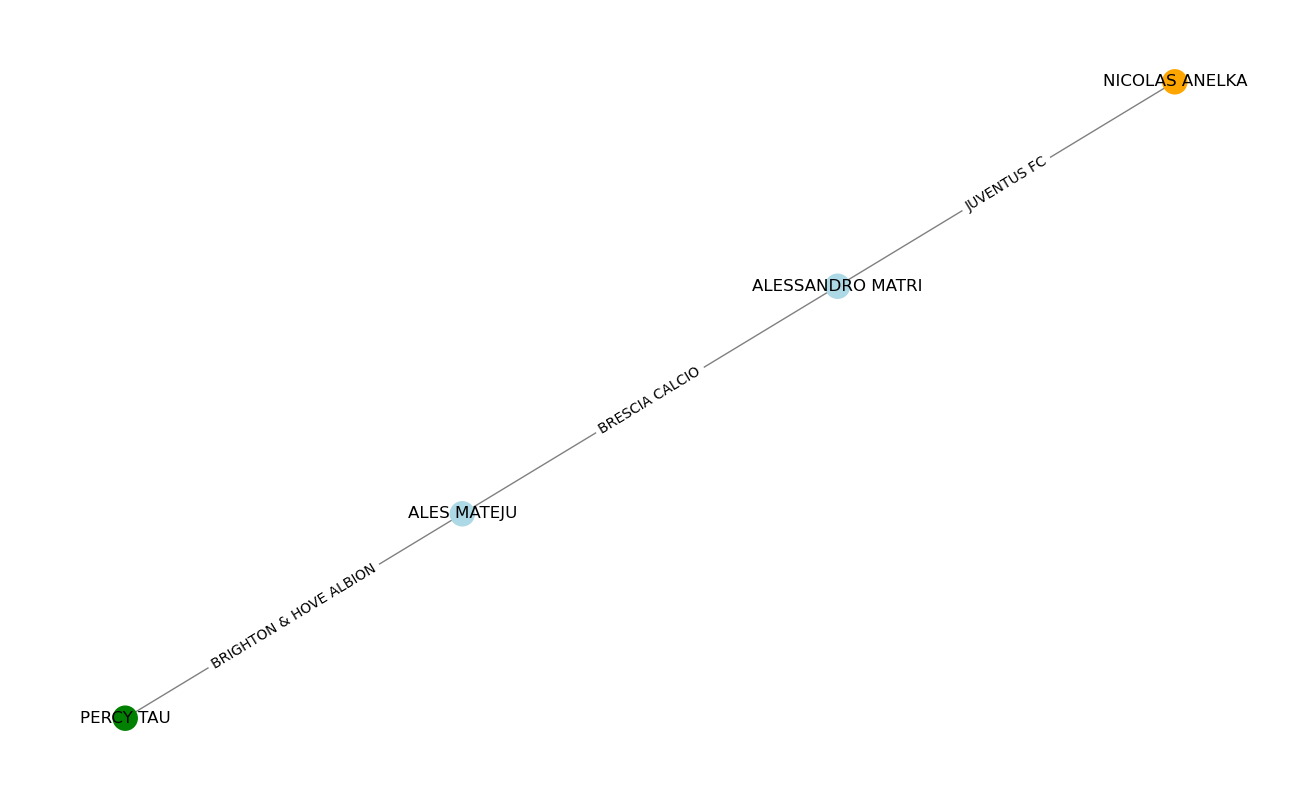 NICOLAS ANELKA
JUVENTUS FC
ALESSANDRO MATRI
BRESCIA CALCIO
ALES MATEJU
BRIGHTON & HOVE ALBION
PERCY TAU